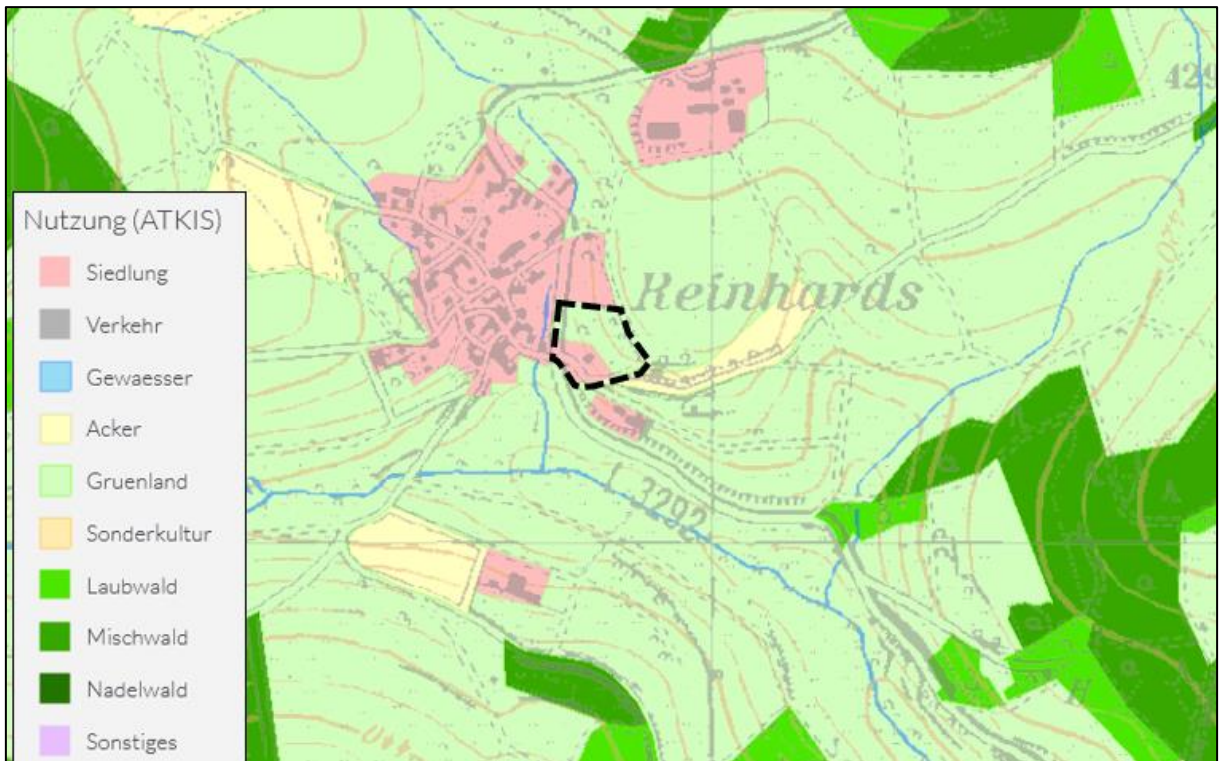 Nutzung (ATKIS)
Siedlung
Verkehr
Gewaesser
Acker
Gruenland
Sonderkultur
Laubwald
Mischwald
Nadelwald
Sonstiges
429
Reinhards
L 3292